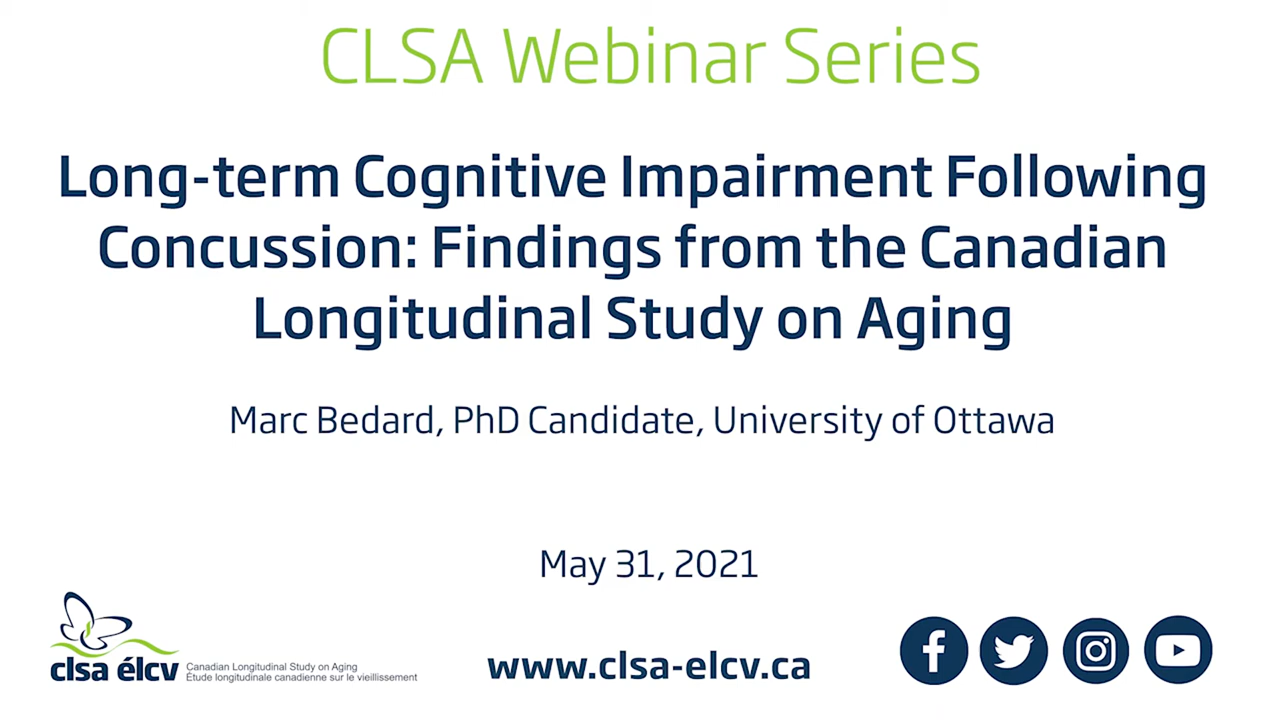 CLSA Webinar Series
Long-term Cognitive Impairment Following
Concussion: Findings from the Canadian
Longitudinal Study on Aging
Marc Bedard, PhD Candidate, University of Ottawa
May 31, 2021
clsa élcv
Canadian Longitudinal Study on Aging
Étude longitudinale canadienne sur le vieillissement
www.clsa-elcv.ca